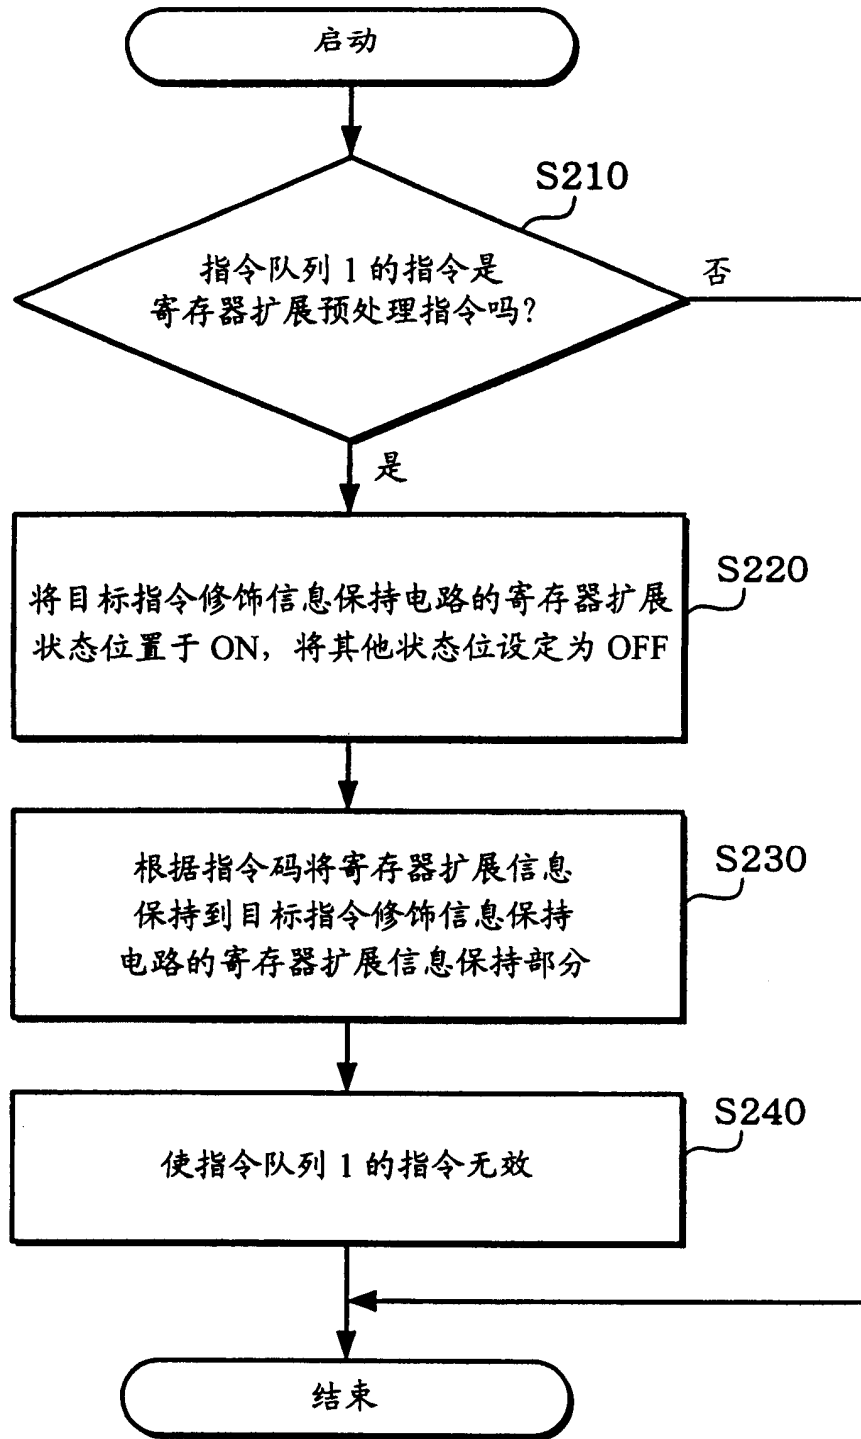 启动
S210
指令队列 1 的指令是
寄存器扩展预处理指令吗?
否
是
S220
将目标指令修饰信息保持电路的寄存器扩展
状态位置于 ON, 将其他状态位设定为 OFF
S230
根据指令码将寄存器扩展信息
保持到目标指令修饰信息保持
电路的寄存器扩展信息保持部分
S240
使指令队列 1 的指令无效
结束